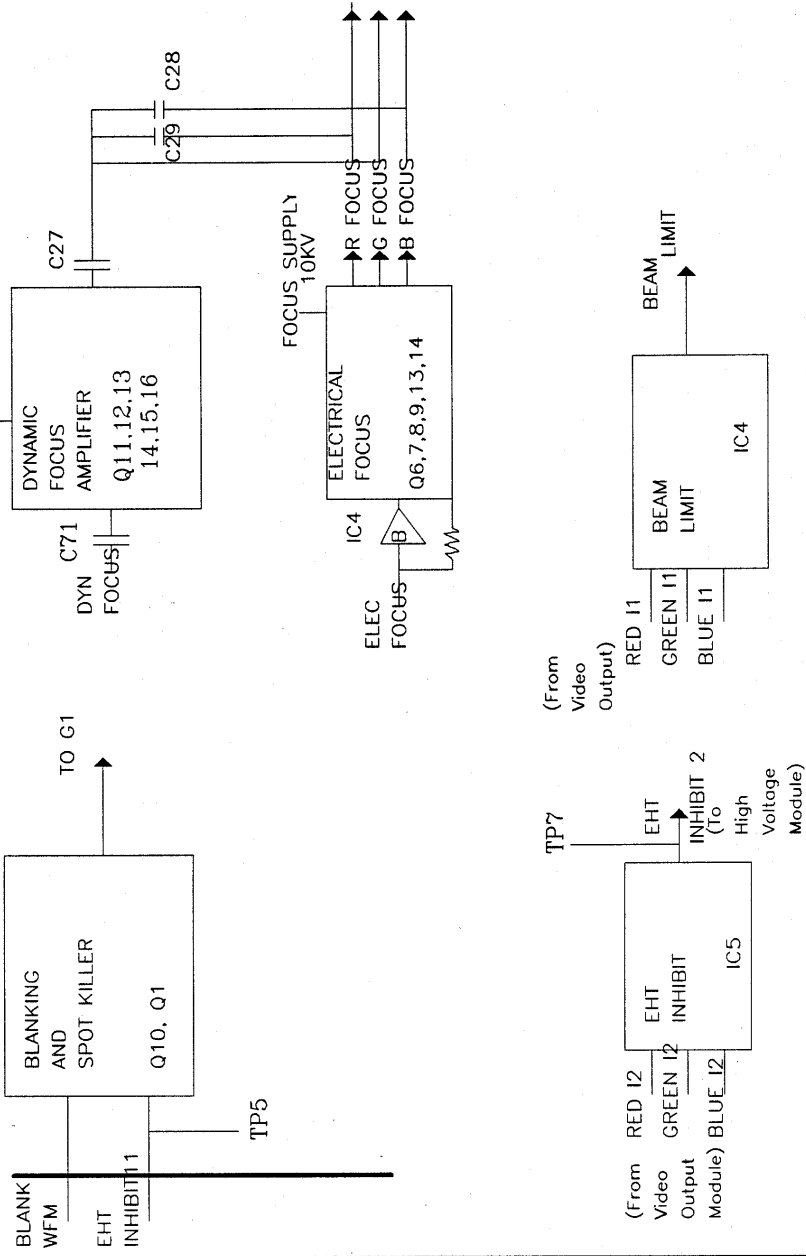 BLANK
WFM
EHT
INHIBIT11
BLANKING
AND
SPOT KILLER
Q10, Q1
TP5
TO G1
DYN
FOCUS
C71
DYNAMIC
FOCUS
AMPLIFIER
Q11,12,13
14,15,16
C27
C29
C28
ELEC
FOCUS
IC4
B
ELECTRICAL
FOCUS
Q6,7,8,9,13,14
FOCUS SUPPLY
10KV
R FOCUS
G FOCUS
B FOCUS
(From
Video
Output
Module)
RED I2
GREEN I2
BLUE I2
EHT
INHIBIT
IC5
TP7
EHT
INHIBIT 2
(To
High
Voltage
Module)
(From
Video
Output)
RED I1
GREEN I1
BLUE I1
BEAM
LIMIT
IC4
BEAM
LIMIT